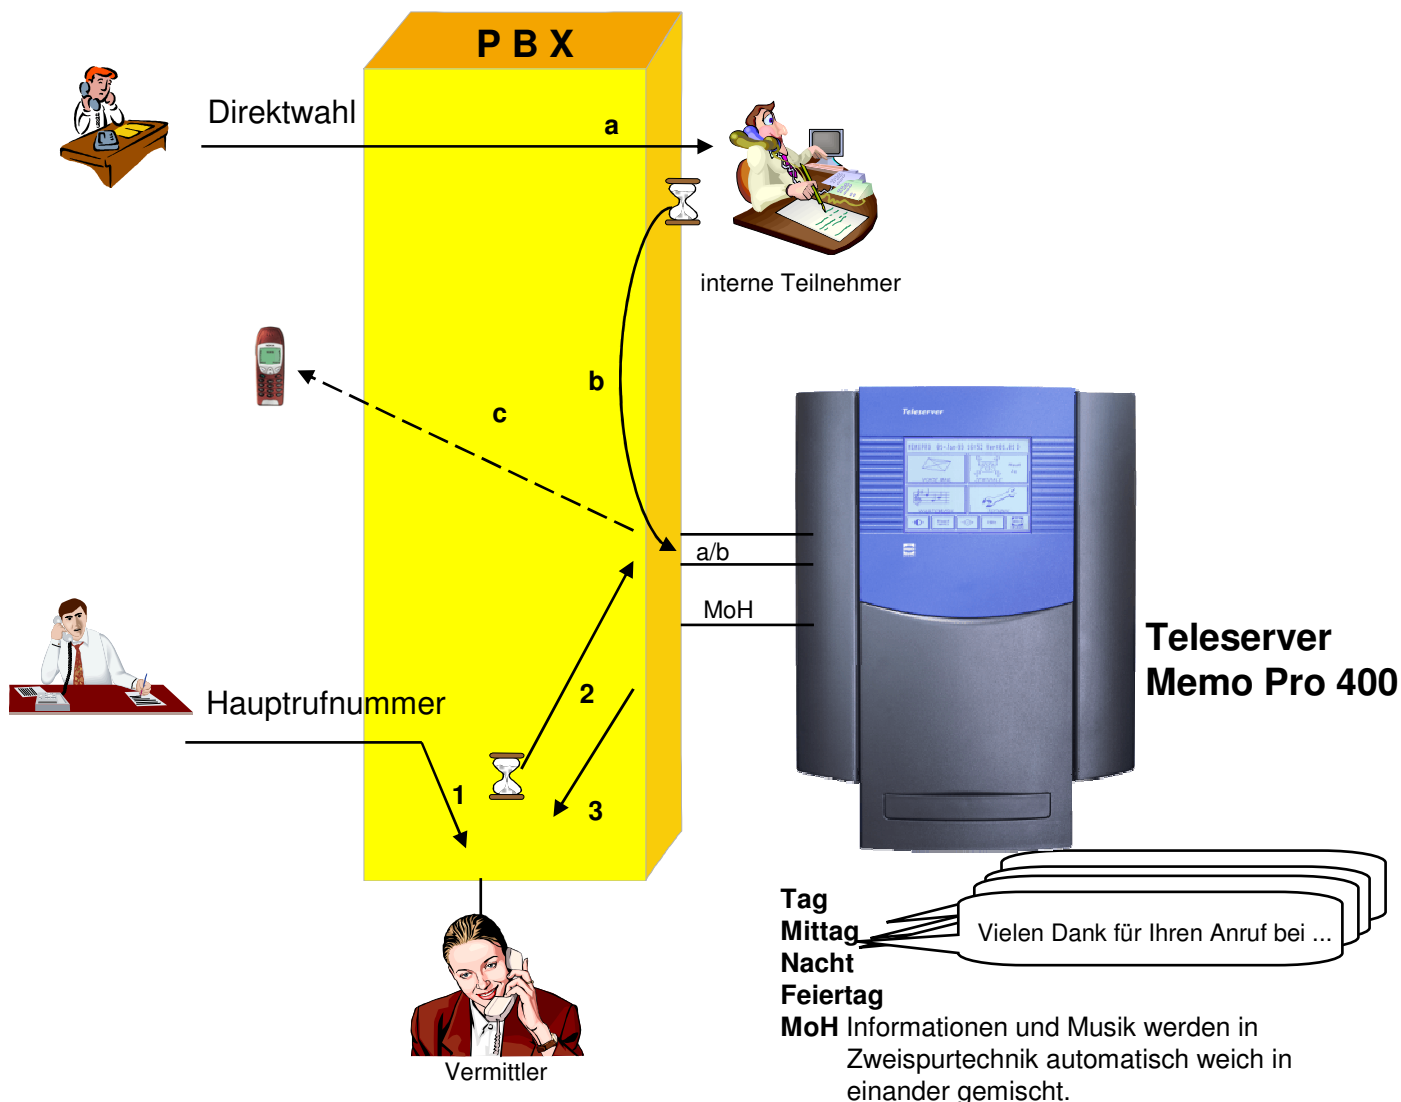 P B X
Direktwahl
a
interne Teilnehmer
b
c
Teleserver
a/b
MoH
Teleserver
Memo Pro 400
Hauptrufnummer
2
1
3
Tag
Mittag
Nacht
Feiertag
Vielen Dank für Ihren Anruf bei ...
MoH Informationen und Musik werden in
Zweispurtechnik automatisch weich in
einander gemischt.
Vermittler